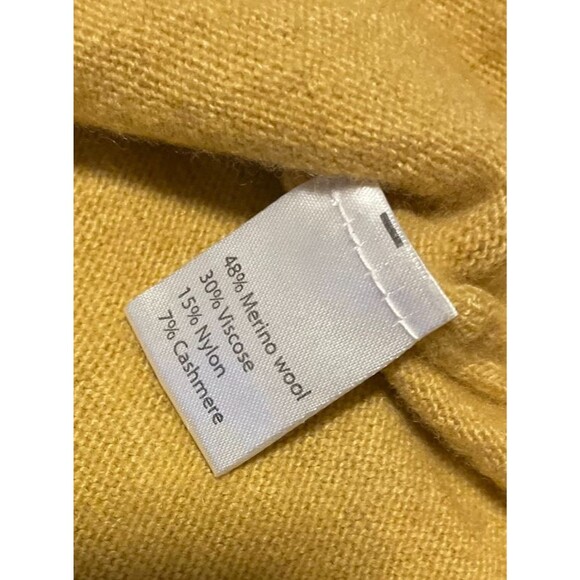 48% Merino wool
30% Viscose
15% Nylon
7% Cashmere